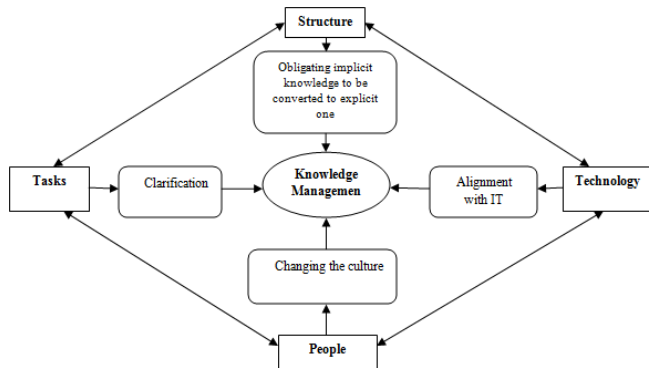 Structure
Obligating implicit
knowledge to be
converted to explicit
one
Tasks
Clarification
Knowledge
Managemen
Alignment
with IT
Technology
Changing the culture
People